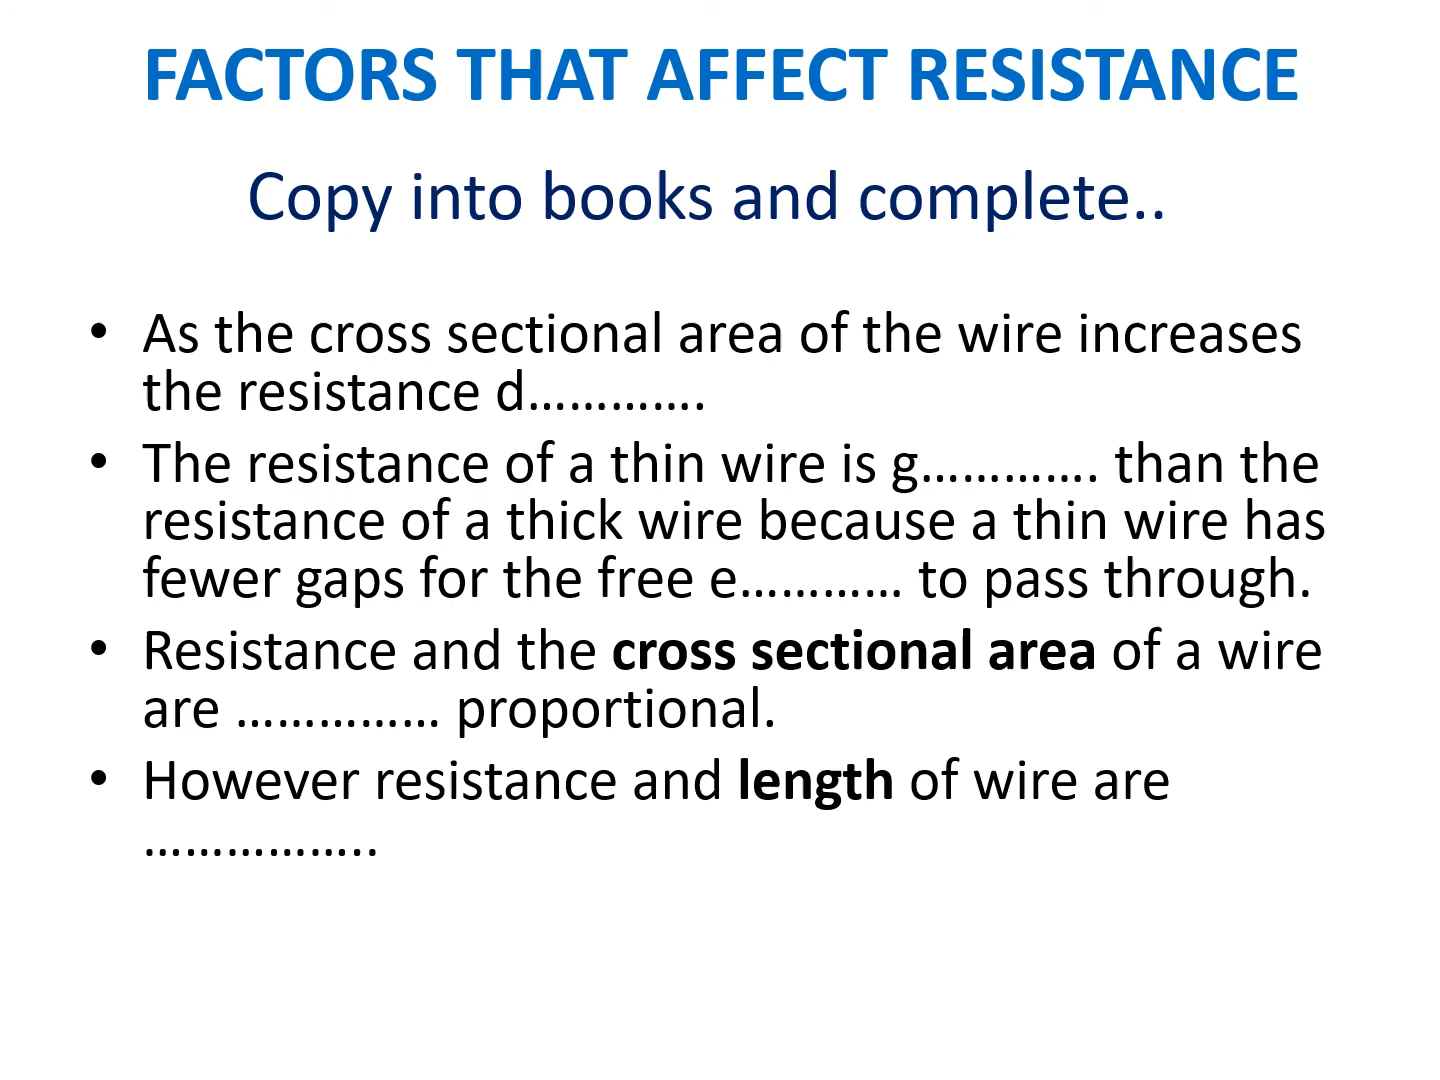 FACTORS THAT AFFECT RESISTANCE
Copy into books and complete..
• As the cross sectional area of the wire increases
the resistance d………….
• The resistance of a thin wire is g…………. than the
resistance of a thick wire because a thin wire has
fewer gaps for the free e………… to pass through.
• Resistance and the cross sectional area of a wire
are …………… proportional.
• However resistance and length of wire are
……………..